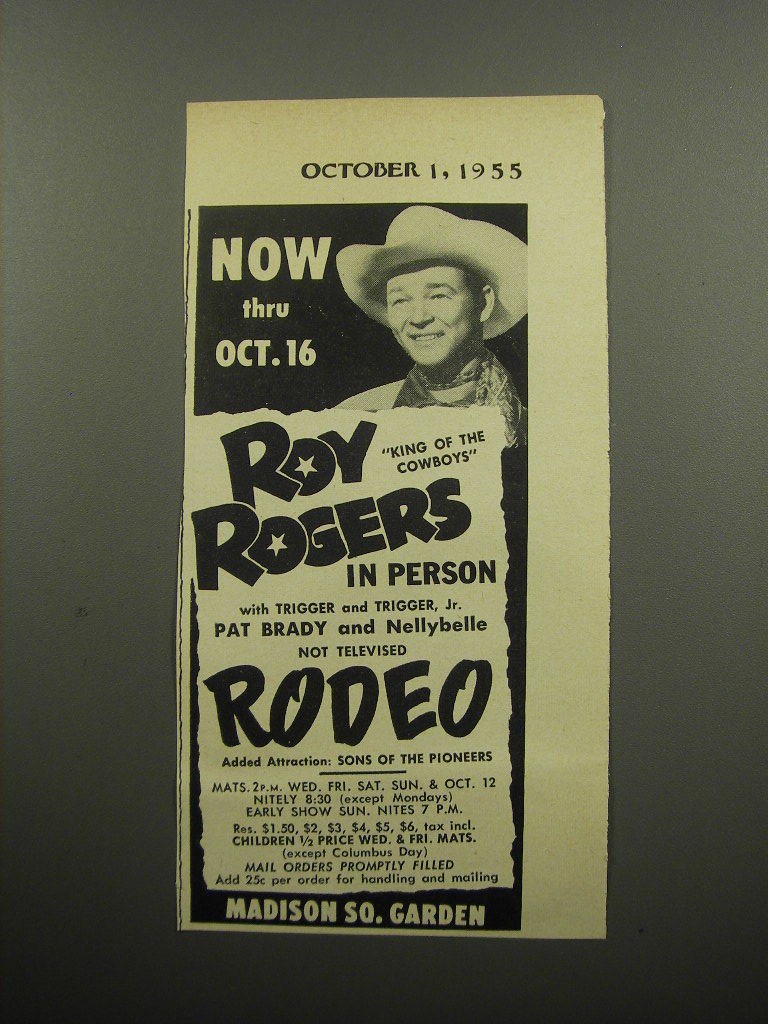 OCTOBER 1, 1955
NOW
thru
OCT. 16
ROY
"KING OF THE
COWBOYS"
ROGERS
IN PERSON
with TRIGGER and TRIGGER, Jr.
PAT BRADY and Nellybelle
NOT TELEVISED
RODEO
Added Attraction: SONS OF THE PIONEERS
MATS. 2 P.M. WED. FRI. SAT. SUN. & OCT. 12
NITELY 8:30 (except Mondays)
EARLY SHOW SUN. NITES 7 P.M.
Res. $1.50, $2, $3, $4, $5, $6, tax incl.
CHILDREN ½ PRICE WED. & FRI. MATS.
(except Columbus Day)
MAIL ORDERS PROMPTLY FILLED
Add 25c per order for handling and mailing
MADISON SQ. GARDEN